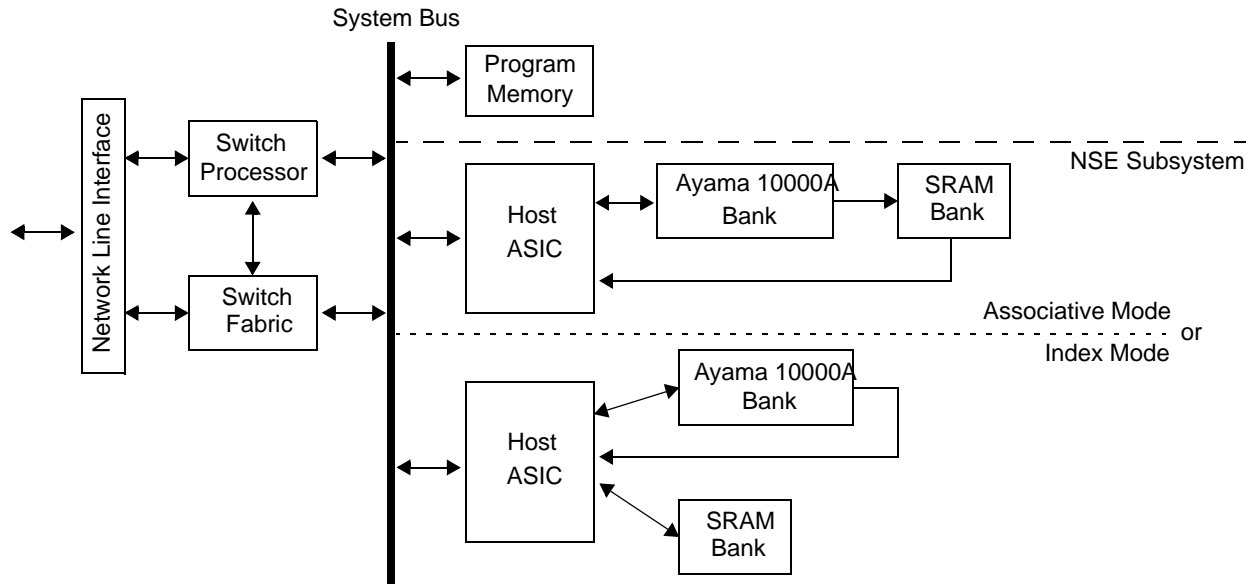 System Bus
Program
Memory
Network Line Interface
Switch
Processor
NSE Subsystem
Host
ASIC
Ayama 10000A
Bank
SRAM
Bank
Switch
Fabric
Associative Mode
or
Index Mode
Ayama 10000A
Bank
Host
ASIC
SRAM
Bank